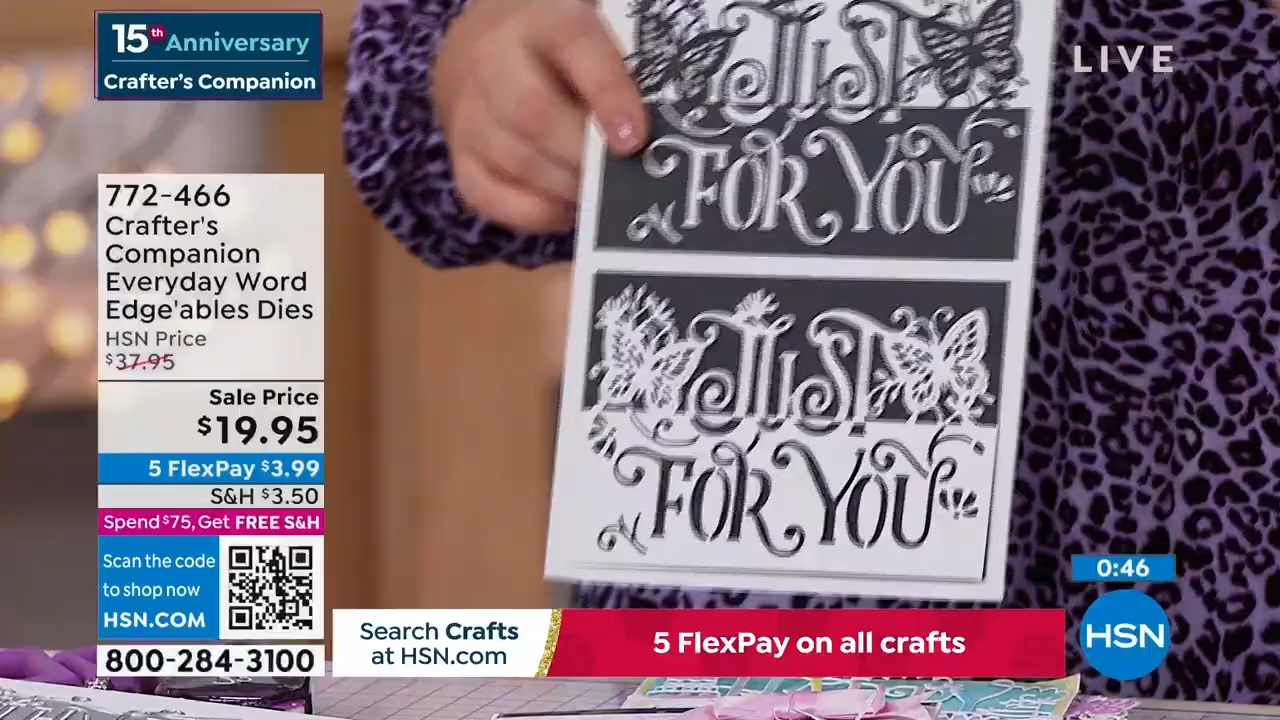 15th Anniversary
Crafter's Companion
LIVE
JUST
FOR YOU
JUST
FOR YOU
772-466
Crafter's
Companion
Everyday Word
Edge'ables Dies
HSN Price
$37.95
Sale Price
$19.95
5 FlexPay $3.99
S&H $3.50
Spend $75, Get FREE S&H
Scan the code
to shop now
HSN.COM
800-284-3100
Search Crafts
at HSN.com
5 FlexPay on all crafts
0:46
HSN